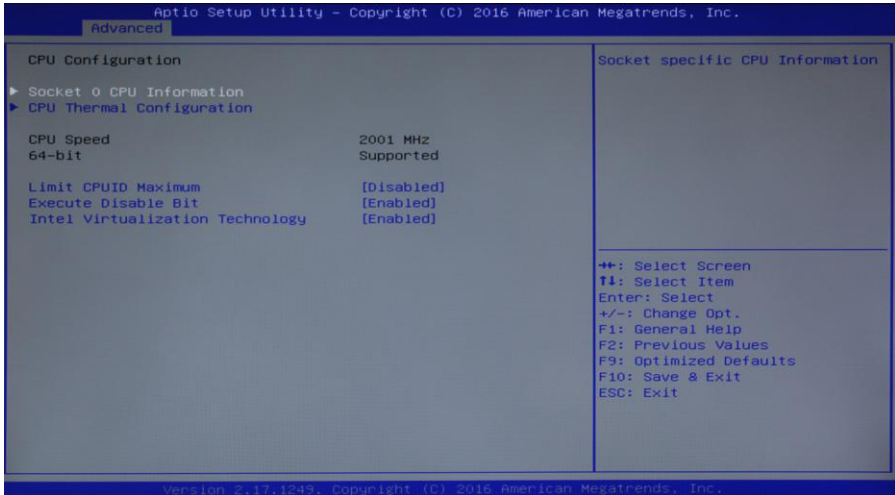 Aptio Setup Utility – Copyright (C) 2016 American Megatrends, Inc.
Advanced
CPU Configuration
Socket 0 CPU Information
CPU Thermal Configuration
CPU Speed 2001 MHz
64-bit Supported
Limit CPUID Maximum [Disabled]
Execute Disable Bit [Enabled]
Intel Virtualization Technology [Enabled]
Socket specific CPU Information
→←: Select Screen
↑↓: Select Item
Enter: Select
+/-: Change Opt.
F1: General Help
F2: Previous Values
F9: Optimized Defaults
F10: Save & Exit
ESC: Exit
Version 2.17.1249. Copyright (C) 2016 American Megatrends, Inc.